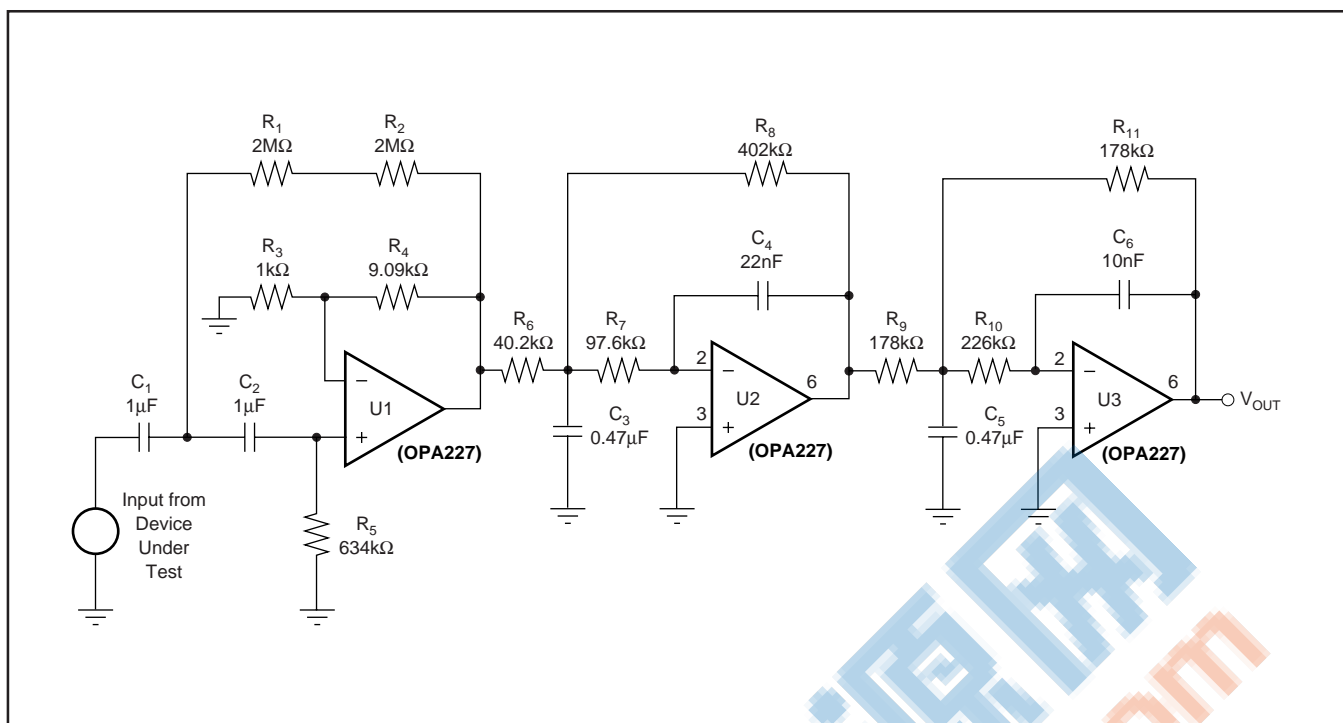 R1
2MΩ
R2
2MΩ
R8
402kΩ
R11
178kΩ
R3
1kΩ
R4
9.09kΩ
C4
22nF
C6
10nF
R6
40.2kΩ
R7
97.6kΩ
R9
178kΩ
R10
226kΩ
C1
1μF
C2
1μF
−
+
U1
(OPA227)
2
−
3
+
6
U2
(OPA227)
2
−
3
+
6
U3
(OPA227)
VOUT
C3
0.47μF
C5
0.47μF
Input from
Device
Under
Test
R5
634kΩ